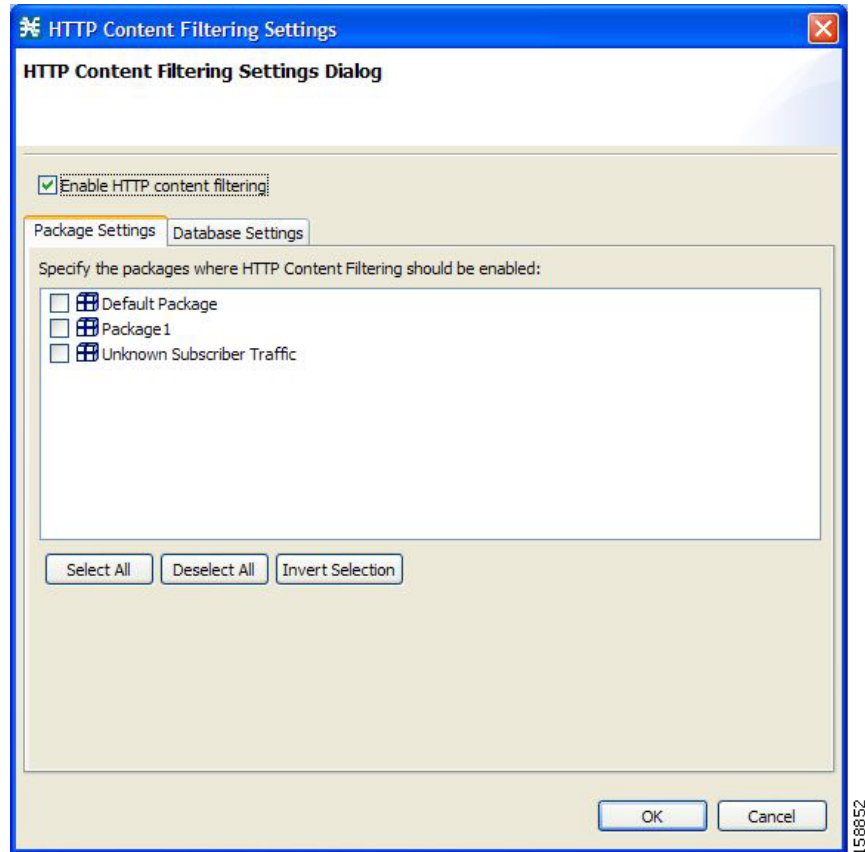 HTTP Content Filtering Settings
HTTP Content Filtering Settings Dialog
Enable HTTP content filtering
Package Settings Database Settings
Specify the packages where HTTP Content Filtering should be enabled:
Default Package
Package1
Unknown Subscriber Traffic
Select All Deselect All Invert Selection
OK Cancel
158852